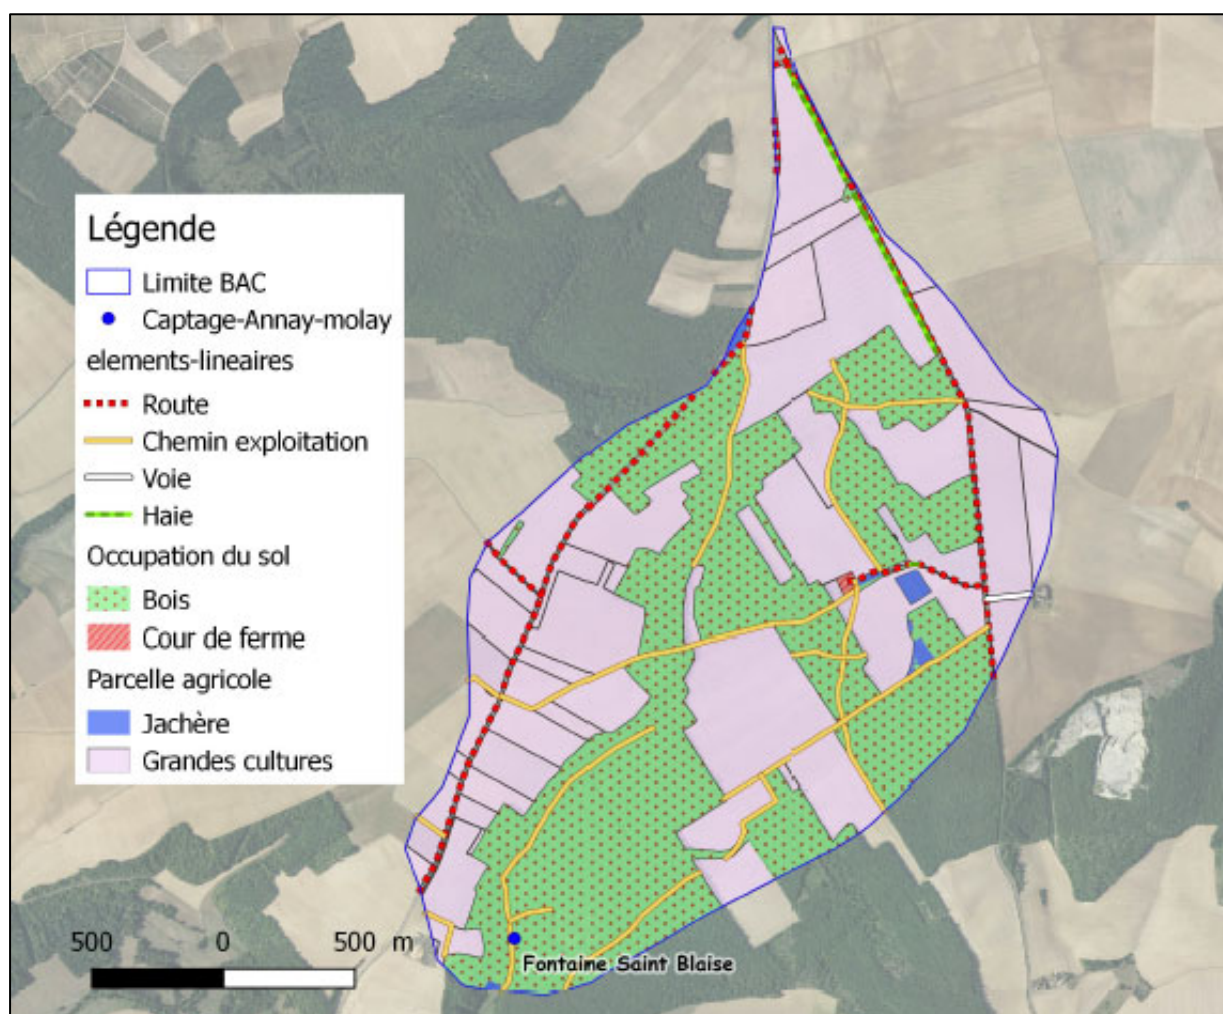 Légende
Limite BAC
Captage-Annay-molay
elements-lineaires
Route
Chemin exploitation
Voie
Haie
Occupation du sol
Bois
Cour de ferme
Parcelle agricole
Jachère
Grandes cultures
500 0 500 m
Fontaine Saint Blaise